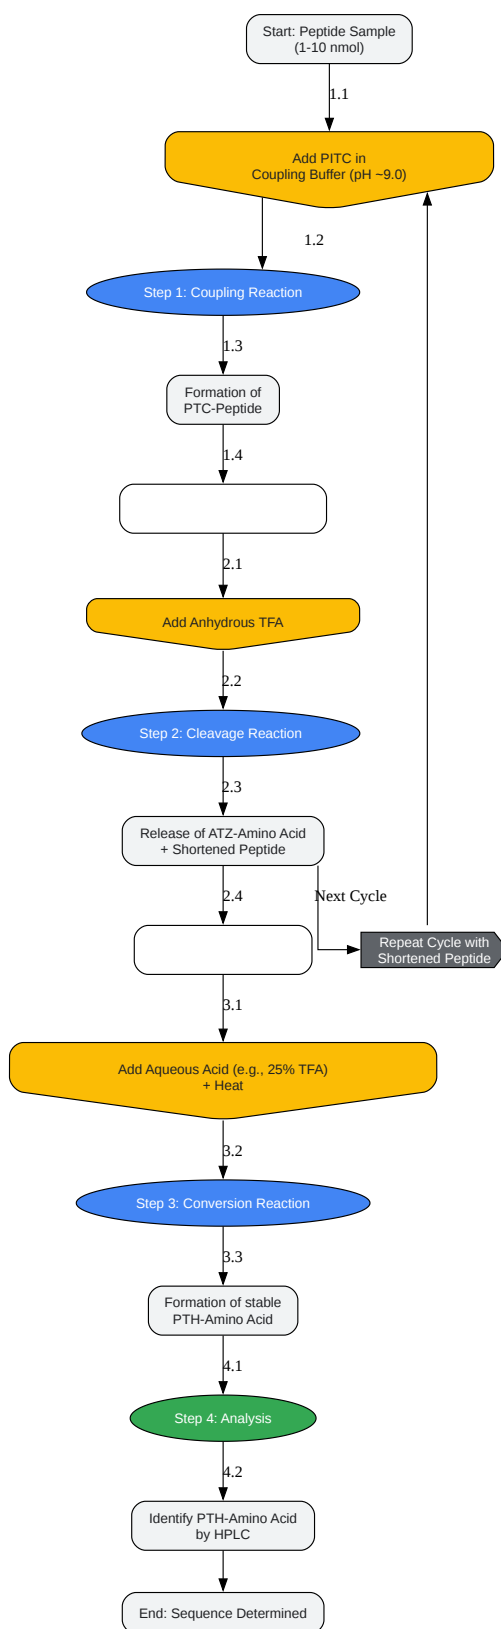 Start: Peptide Sample
(1-10 nmol)
1.1
Add PITC in
Coupling Buffer (pH ~9.0)
1.2
Step 1: Coupling Reaction
1.3
Formation of
PTC-Peptide
1.4
2.1
Add Anhydrous TFA
2.2
Step 2: Cleavage Reaction
2.3
Release of ATZ-Amino Acid
+ Shortened Peptide
2.4
Next Cycle
Repeat Cycle with
Shortened Peptide
3.1
Add Aqueous Acid (e.g., 25% TFA)
+ Heat
3.2
Step 3: Conversion Reaction
3.3
Formation of stable
PTH-Amino Acid
4.1
Step 4: Analysis
4.2
Identify PTH-Amino Acid
by HPLC
End: Sequence Determined